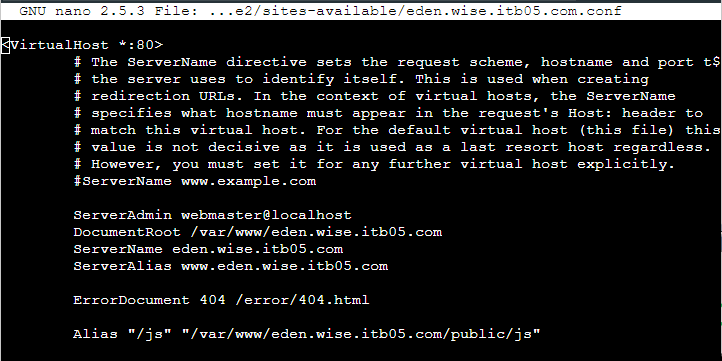 GNU nano 2.5.3 File: ...e2/sites-available/eden.wise.itb05.com.conf
<VirtualHost *:80>
# The ServerName directive sets the request scheme, hostname and port t$
# the server uses to identify itself. This is used when creating
# redirection URLs. In the context of virtual hosts, the ServerName
# specifies what hostname must appear in the request's Host: header to
# match this virtual host. For the default virtual host (this file) this
# value is not decisive as it is used as a last resort host regardless.
# However, you must set it for any further virtual host explicitly.
#ServerName www.example.com
ServerAdmin webmaster@localhost
DocumentRoot /var/www/eden.wise.itb05.com
ServerName eden.wise.itb05.com
ServerAlias www.eden.wise.itb05.com
ErrorDocument 404 /error/404.html
Alias "/js" "/var/www/eden.wise.itb05.com/public/js"